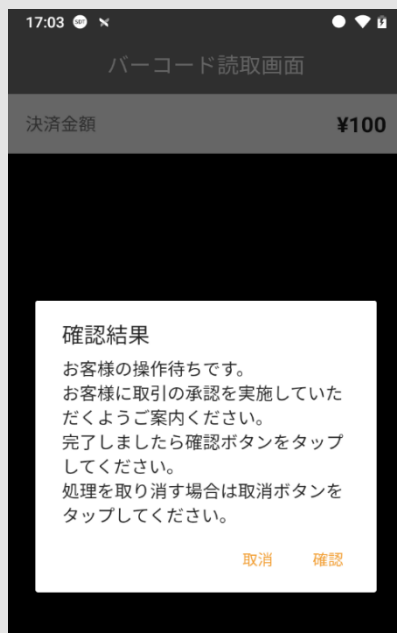 17:03
バーコード読取画面
決済金額 ¥100
確認結果
お客様の操作待ちです。
お客様に取引の承認を実施していた
だくようご案内ください。
完了しましたら確認ボタンをタップ
してください。
処理を取り消す場合は取消ボタンを
タップしてください。
取消 確認